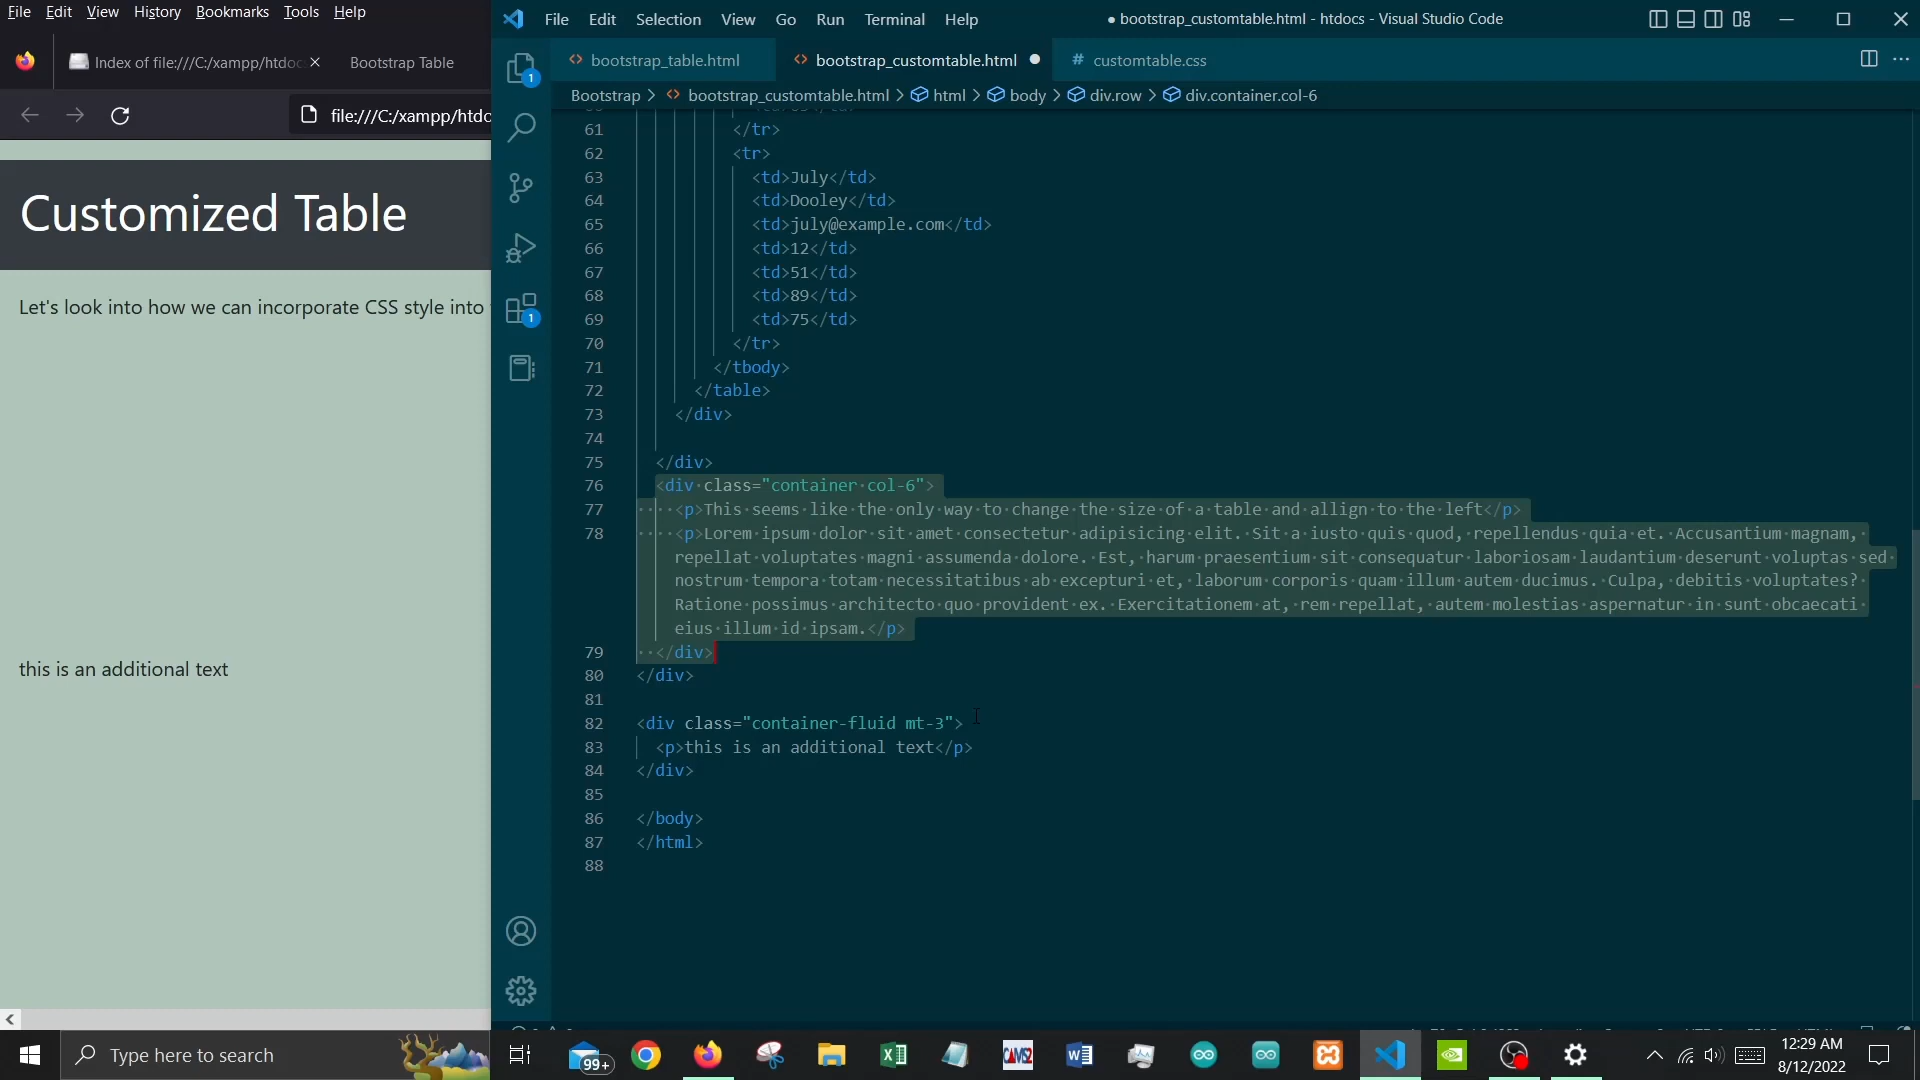 File Edit View History Bookmarks Tools Help
Index of file:///C:/xampp/htdoc
Bootstrap Table
file:///C:/xampp/htdo
Customized Table
Let's look into how we can incorporate CSS style into
this is an additional text
File Edit Selection View Go Run Terminal Help
● bootstrap_customtable.html - htdocs - Visual Studio Code
bootstrap_table.html
bootstrap_customtable.html
# customtable.css
Bootstrap > bootstrap_customtable.html > html > body > div.row > div.container.col-6
1
1
61 </tr>
62 <tr>
63 <td>July</td>
64 <td>Dooley</td>
65 <td>july@example.com</td>
66 <td>12</td>
67 <td>51</td>
68 <td>89</td>
69 <td>75</td>
70 </tr>
71 </tbody>
72 </table>
73 </div>
74
75 </div>
76 <div class="container col-6">
77 <p>This seems like the only way to change the size of a table and allign to the left</p>
78 <p>Lorem ipsum dolor sit amet consectetur adipisicing elit. Sit a iusto quis quod, repellendus quia et. Accusantium magnam,
repellat voluptates magni assumenda dolore. Est, harum praesentium sit consequatur laboriosam laudantium deserunt voluptas sed
nostrum tempora totam necessitatibus ab excepturi et, laborum corporis quam illum autem ducimus. Culpa, debitis voluptates?
Ratione possimus architecto quo provident ex. Exercitationem at, rem repellat, autem molestias aspernatur in sunt obcaecati
eius illum id ipsam.</p>
79 </div>
80 </div>
81
82 <div class="container-fluid mt-3">
83 <p>this is an additional text</p>
84 </div>
85
86 </body>
87 </html>
88
Type here to search
99+
CAMS2
12:29 AM
8/12/2022